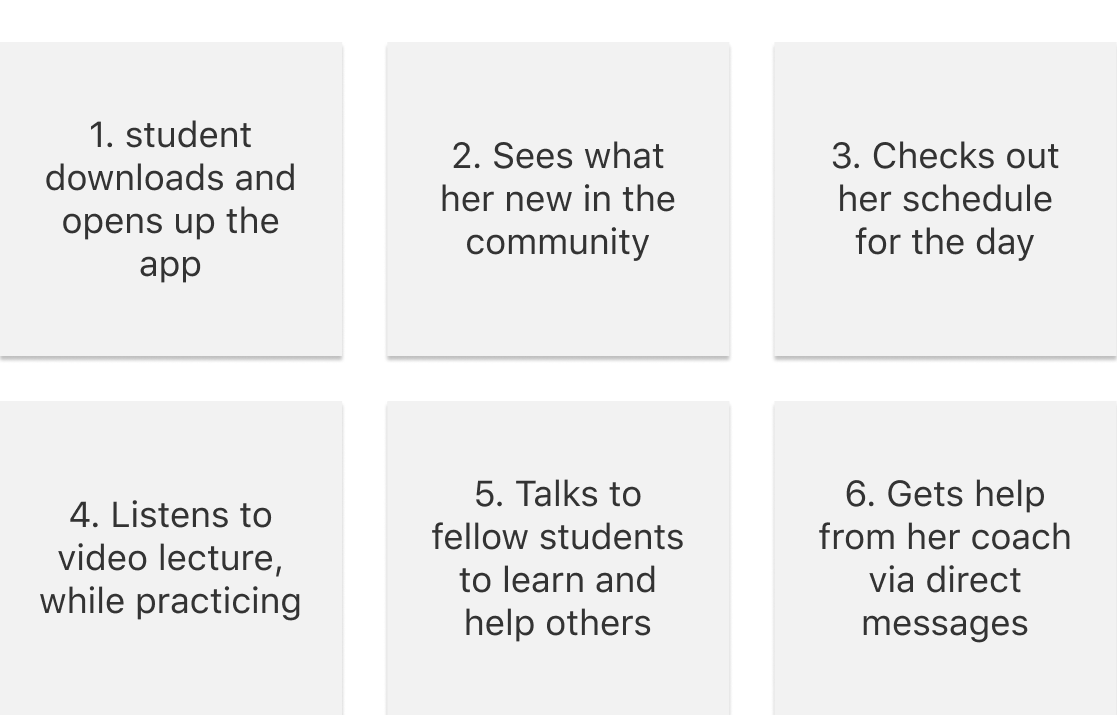 1. student
downloads and
opens up the
app
2. Sees what
her new in the
community
3. Checks out
her schedule
for the day
4. Listens to
video lecture,
while practicing
5. Talks to
fellow students
to learn and
help others
6. Gets help
from her coach
via direct
messages